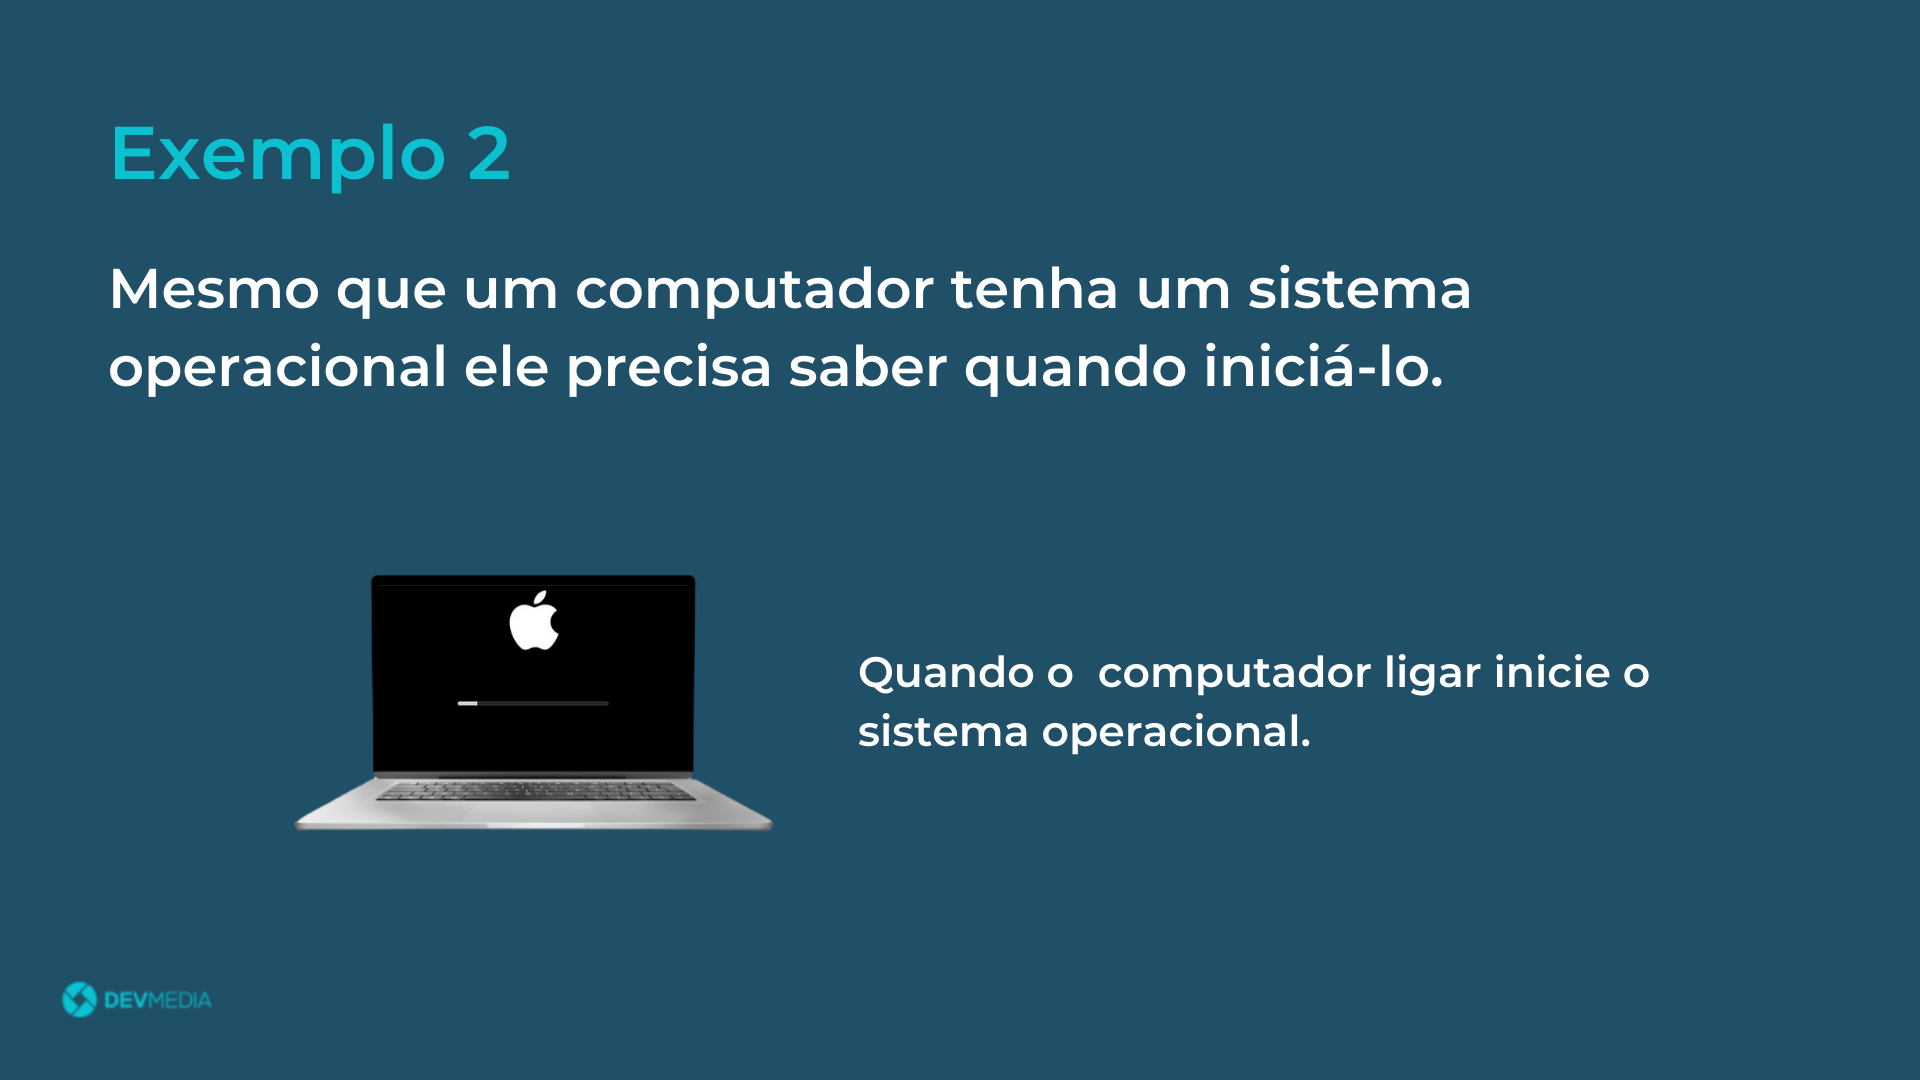 Exemplo 2
Mesmo que um computador tenha um sistema
operacional ele precisa saber quando iniciá-lo.
Quando o  computador ligar inicie o
sistema operacional.
DEVMEDIA